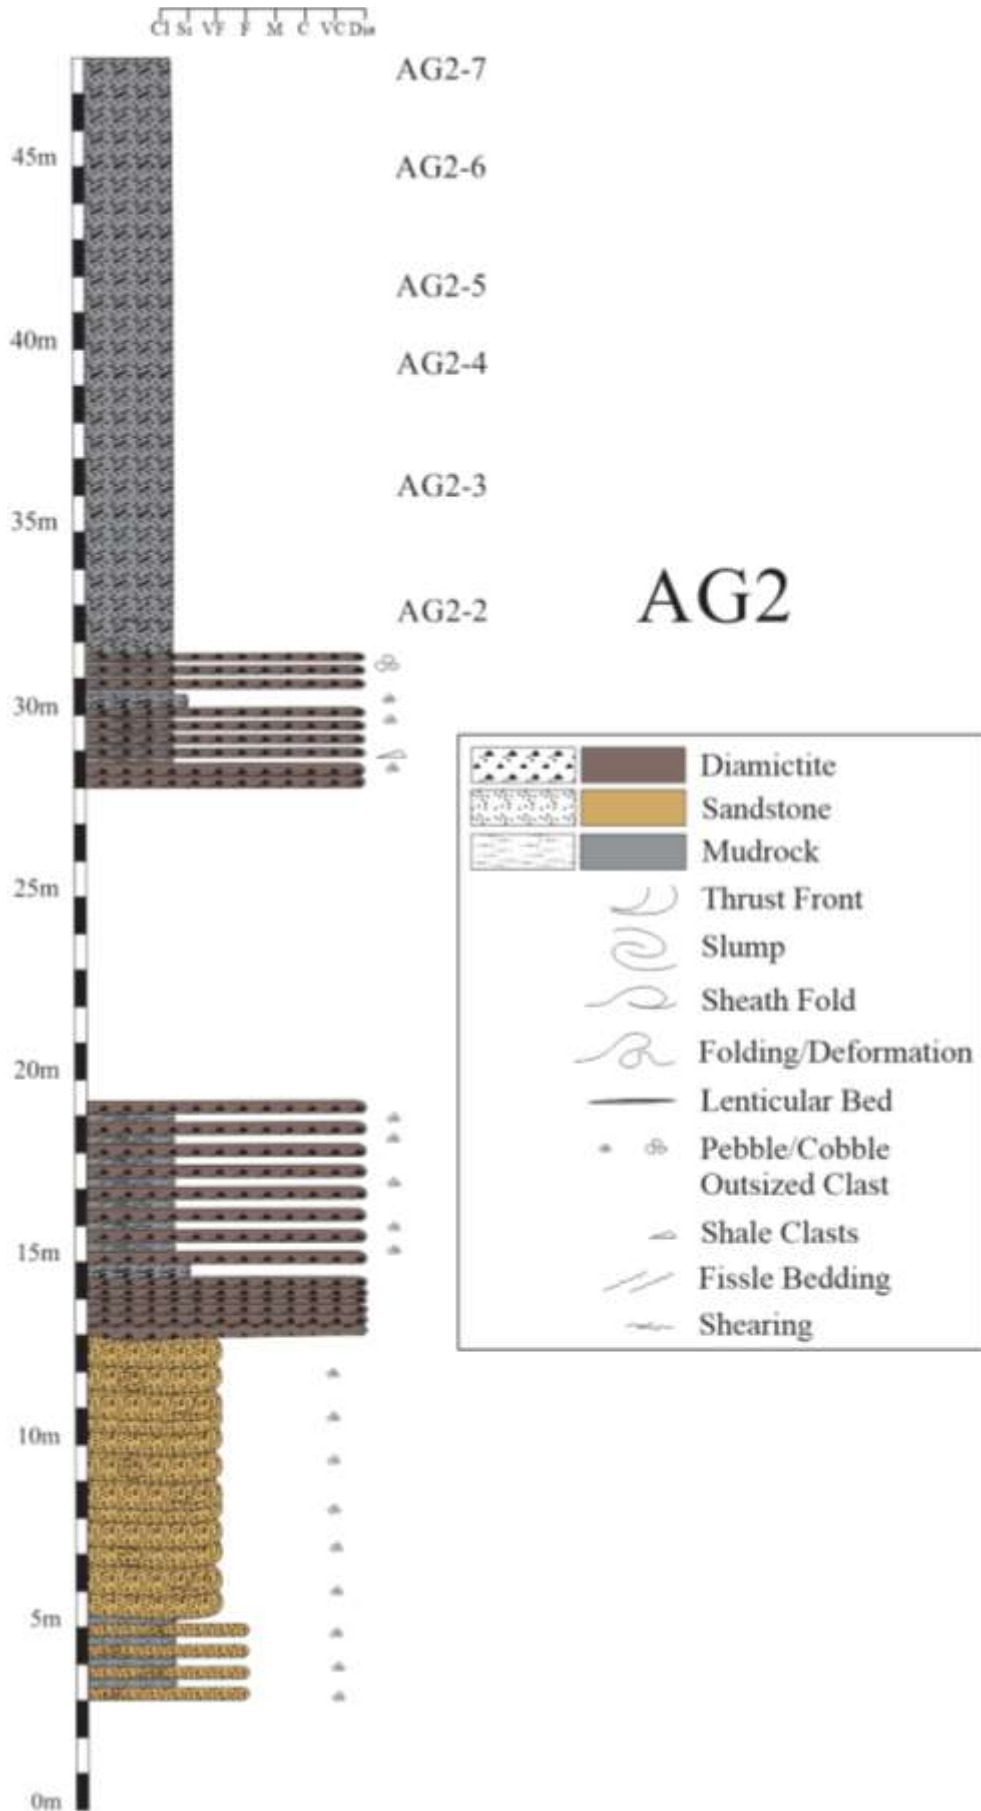 Cl Si VF F M C VC Dia
AG2-7
45m
AG2-6
AG2-5
40m
AG2-4
AG2-3
35m
AG2-2
AG2
30m
Diamictite
Sandstone
Mudrock
25m
Thrust Front
Slump
Sheath Fold
20m
Folding/Deformation
Lenticular Bed
Pebble/Cobble
Outsized Clast
15m
Shale Clasts
Fissle Bedding
Shearing
10m
5m
0m